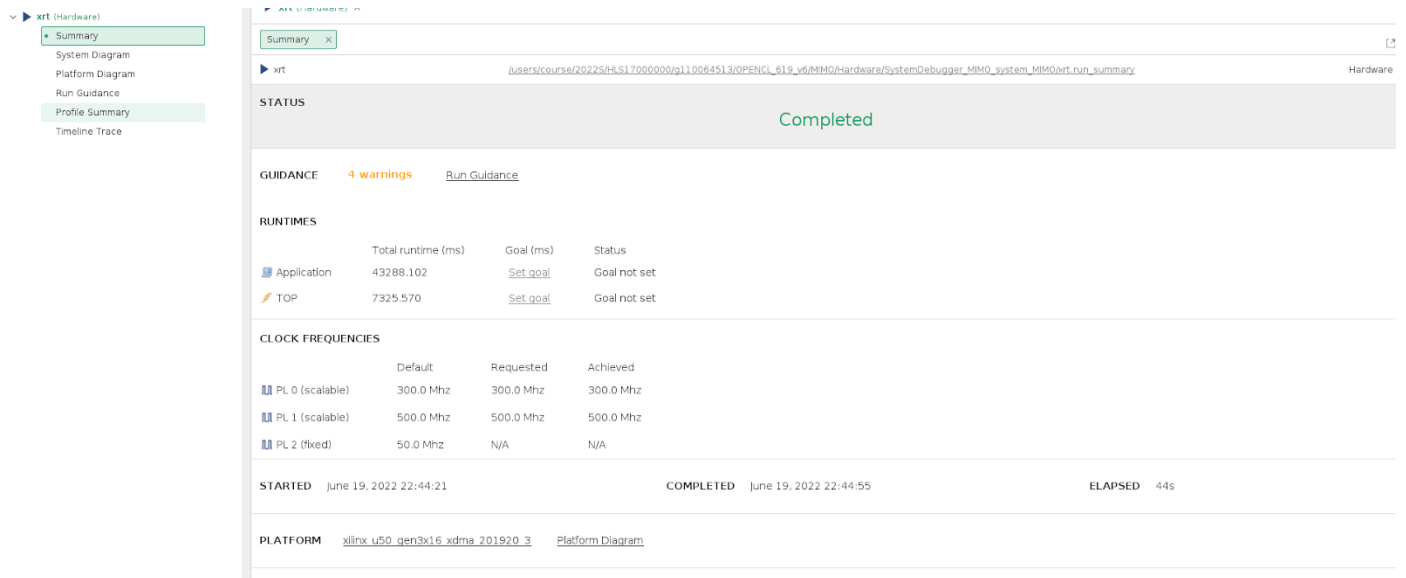 xrt (Hardware)
Summary
System Diagram
Platform Diagram
Run Guidance
Profile Summary
Timeline Trace
xrt (Hardware) ×
Summary ×
xrt /users/course/2022S/HLS17000000/g110064513/OPENCL_619_v6/MIMO/Hardware/SystemDebugger_MIMO_system_MIMO/xrt.run_summary Hardware
STATUS
Completed
GUIDANCE 4 warnings Run Guidance
RUNTIMES
Total runtime (ms) Goal (ms) Status
Application 43288.102 Set goal Goal not set
TOP 7325.570 Set goal Goal not set
CLOCK FREQUENCIES
Default Requested Achieved
PL 0 (scalable) 300.0 Mhz 300.0 Mhz 300.0 Mhz
PL 1 (scalable) 500.0 Mhz 500.0 Mhz 500.0 Mhz
PL 2 (fixed) 50.0 Mhz N/A N/A
STARTED June 19, 2022 22:44:21 COMPLETED June 19, 2022 22:44:55 ELAPSED 44s
PLATFORM xilinx_u50_gen3x16_xdma_201920_3 Platform Diagram